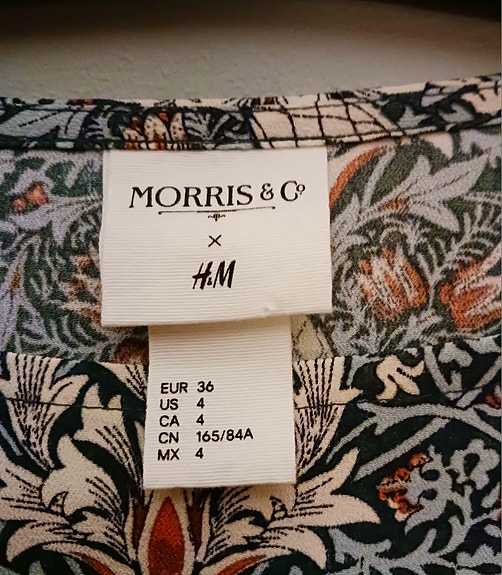 MORRIS & Co
×
H&M
EUR 36
US 4
CA 4
CN 165/84A
MX 4